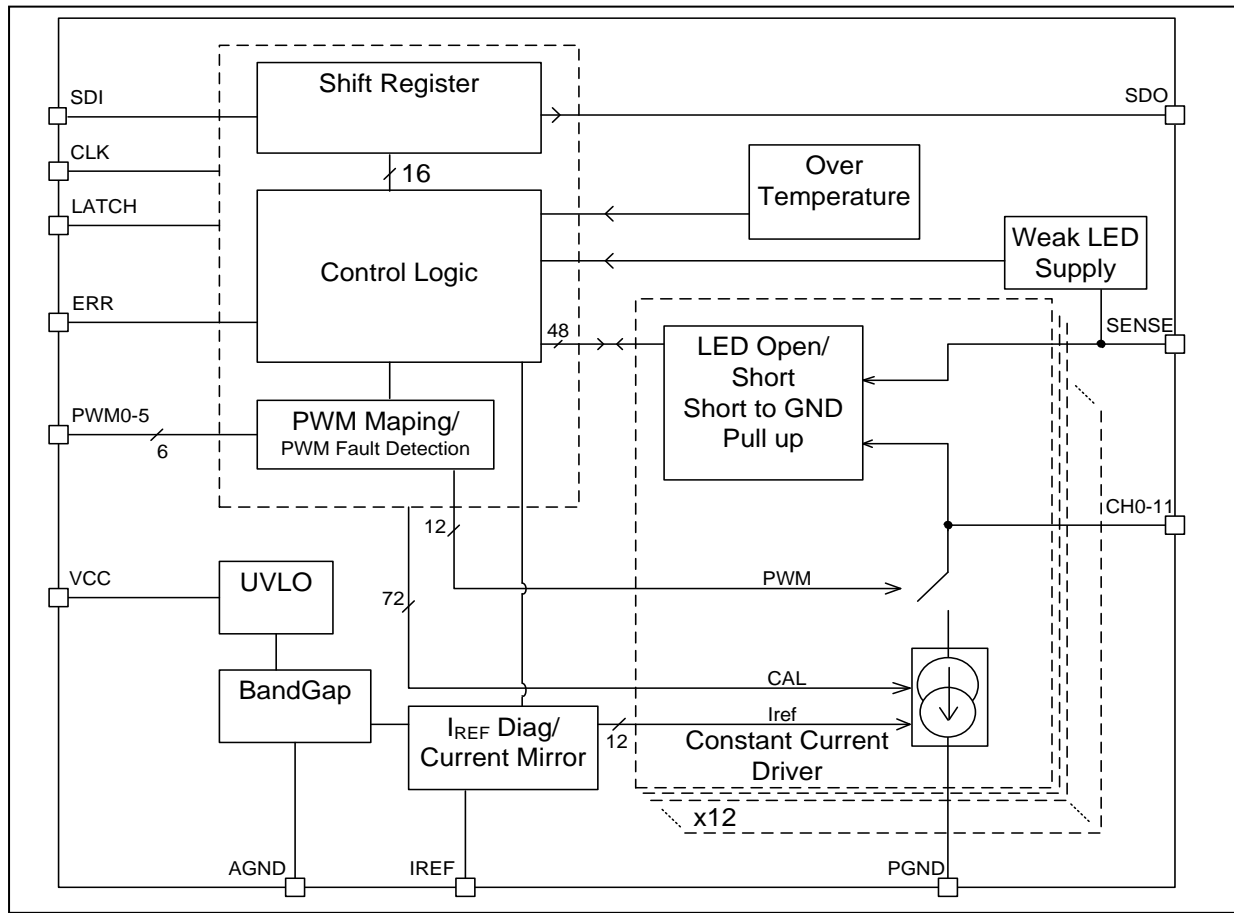 Shift Register
SDI
SDO
CLK
16
Over
Temperature
LATCH
Weak LED
Supply
Control Logic
ERR
48
SENSE
LED Open/
Short
Short to GND
Pull up
PWM0-5
6
PWM Maping/
PWM Fault Detection
CH0-11
12
VCC
UVLO
PWM
72
CAL
BandGap
IREF Diag/
Current Mirror
12
Iref
Constant Current
Driver
x12
AGND
IREF
PGND